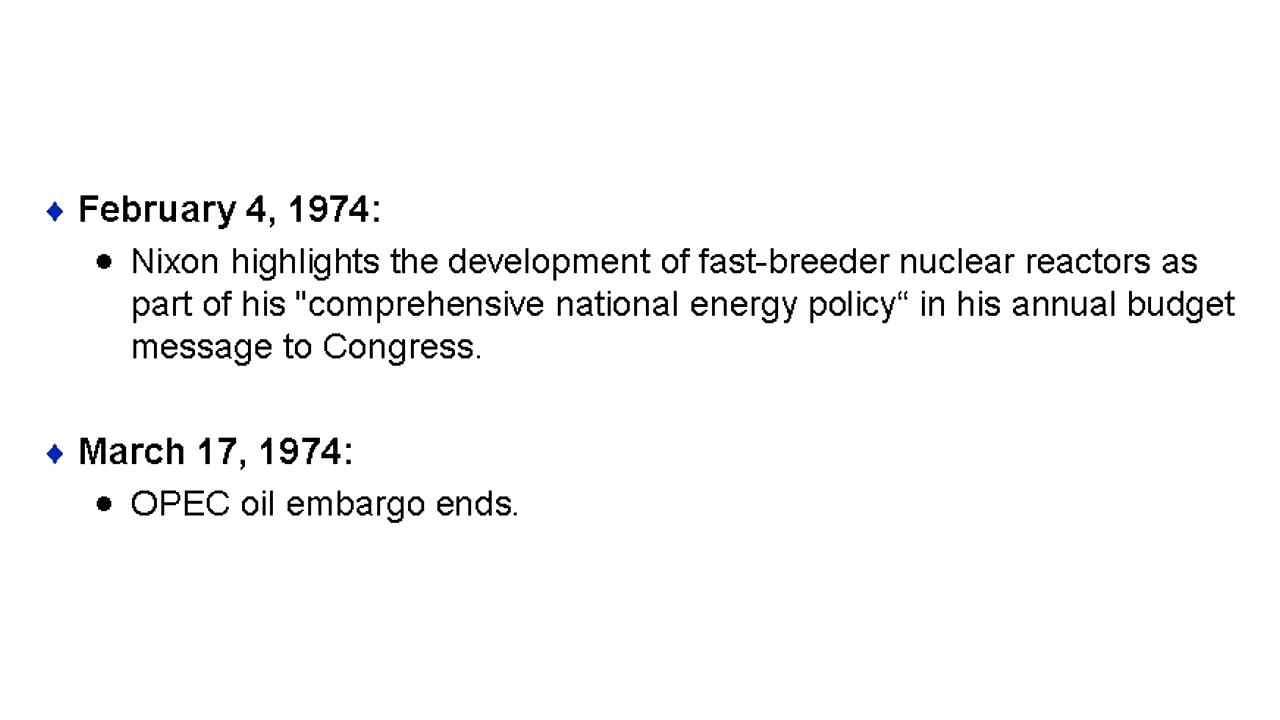 ♦ February 4, 1974:
● Nixon highlights the development of fast-breeder nuclear reactors as
part of his "comprehensive national energy policy“ in his annual budget
message to Congress.
♦ March 17, 1974:
● OPEC oil embargo ends.